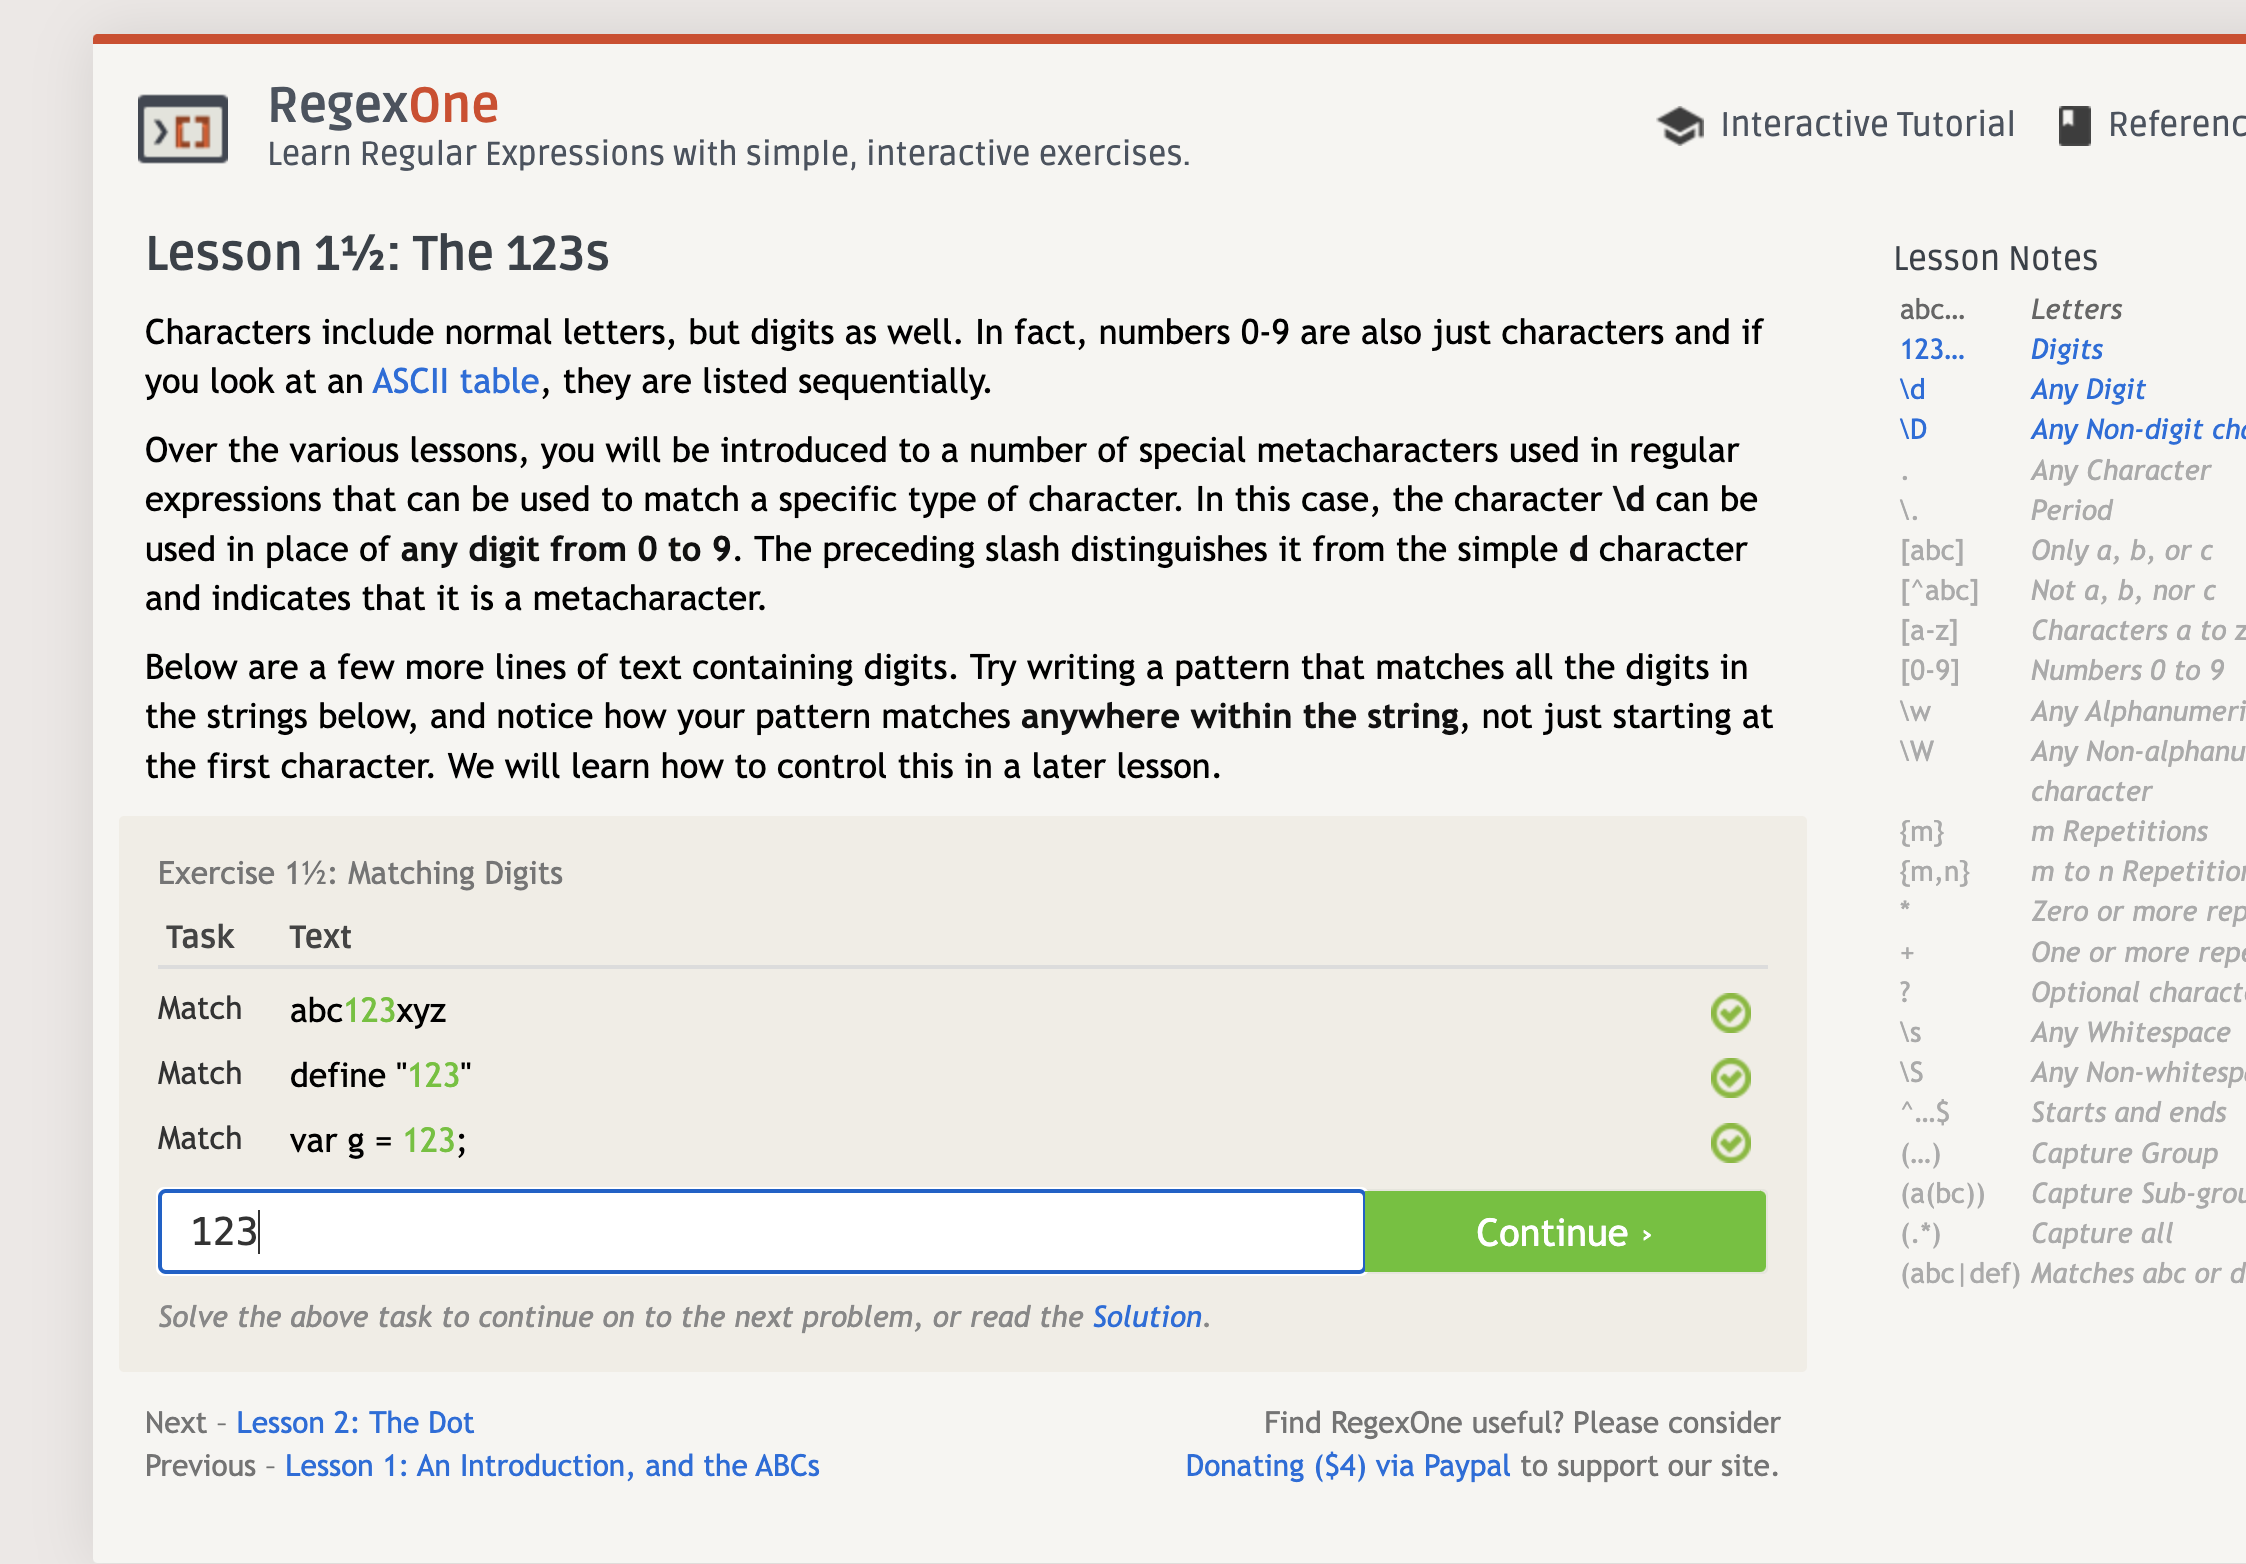 RegexOne
Learn Regular Expressions with simple, interactive exercises.
Interactive Tutorial
Lesson 1½: The 123s
Characters include normal letters, but digits as well. In fact, numbers 0-9 are also just characters and if
you look at an ASCII table, they are listed sequentially.
Over the various lessons, you will be introduced to a number of special metacharacters used in regular
expressions that can be used to match a specific type of character. In this case, the character \d can be
used in place of any digit from 0 to 9. The preceding slash distinguishes it from the simple d character
and indicates that it is a metacharacter.
Below are a few more lines of text containing digits. Try writing a pattern that matches all the digits in
the strings below, and notice how your pattern matches anywhere within the string, not just starting at
the first character. We will learn how to control this in a later lesson.
Exercise 1½: Matching Digits
Task Text
Match abc123xyz
Match define "123"
Match var g = 123;
123
Continue ›
Solve the above task to continue on to the next problem, or read the Solution.
Next – Lesson 2: The Dot
Previous – Lesson 1: An Introduction, and the ABCs
Find RegexOne useful? Please consider
Donating ($4) via Paypal to support our site.
Lesson Notes
abc… Letters
123… Digits
\d Any Digit
\D Any Non-digit
. Any Character
\. Period
[abc] Only a, b, or c
[^abc] Not a, b, nor c
[a-z] Characters a to z
[0-9] Numbers 0 to 9
\w Any
\W Any
character
{m} m Repetitions
{m,n} m to n
* Zero or more
+ One or more
? Optional
\s Any Whitespace
\S Any
^…$ Starts and ends
(…) Capture Group
(a(bc)) Capture
(.*) Capture all
(abc|def) Matches abc or